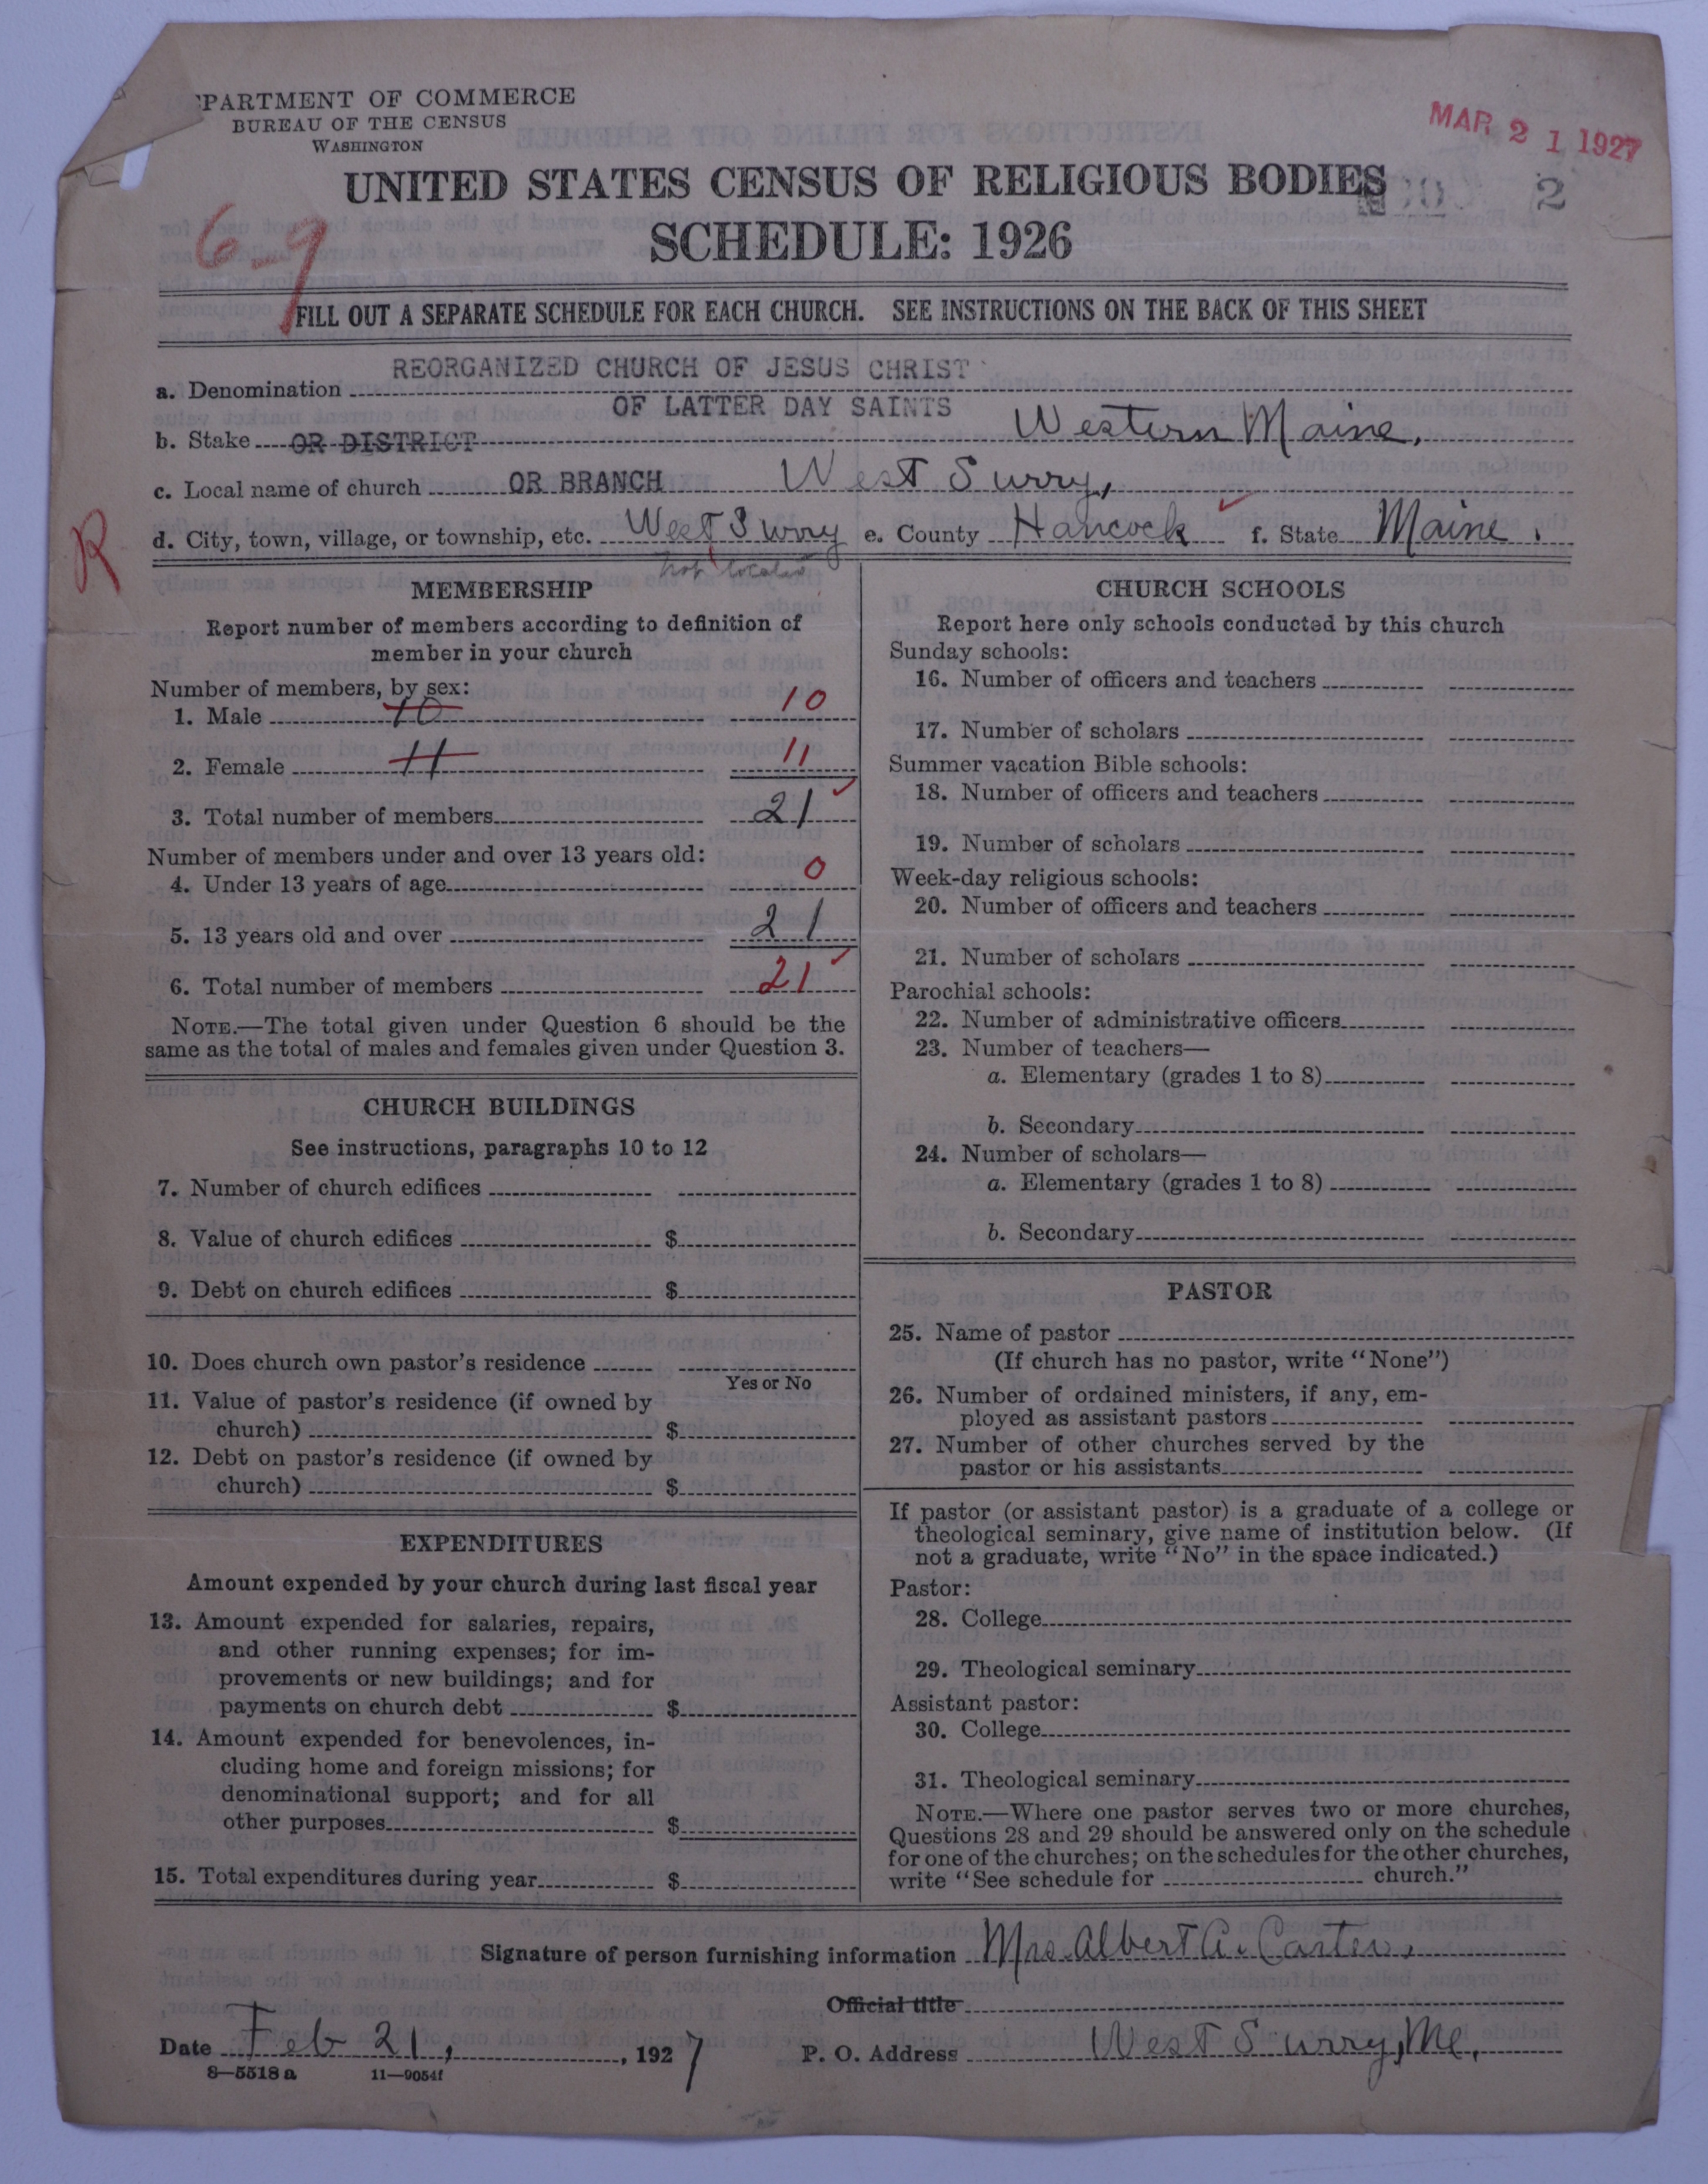 PARTMENT OF COMMERCE
BUREAU OF THE CENSUS
WASHINGTON
MAR 21 1927
UNITED STATES CENSUS OF RELIGIOUS BODIES
2
SCHEDULE: 1926
6-9
FILL OUT A SEPARATE SCHEDULE FOR EACH CHURCH. SEE INSTRUCTIONS ON THE BACK OF THIS SHEET
REORGANIZED CHURCH OF JESUS CHRIST
a. Denomination
OF LATTER DAY SAINTS
b. Stake OR DISTRICT Western Maine,
c. Local name of church OR BRANCH West Surry,
d. City, town, village, or township, etc. West Surry e. County Hancock f. State Maine.
not located
R
MEMBERSHIP
Report number of members according to definition of
member in your church
Number of members, by sex:
1. Male 10 10
2. Female 11 11
3. Total number of members 21
Number of members under and over 13 years old:
4. Under 13 years of age 0
5. 13 years old and over 21
6. Total number of members 21
NOTE.—The total given under Question 6 should be the
same as the total of males and females given under Question 3.
CHURCH BUILDINGS
See instructions, paragraphs 10 to 12
7. Number of church edifices
8. Value of church edifices $
9. Debt on church edifices $
10. Does church own pastor's residence
Yes or No
11. Value of pastor's residence (if owned by
church) $
12. Debt on pastor's residence (if owned by
church) $
EXPENDITURES
Amount expended by your church during last fiscal year
13. Amount expended for salaries, repairs,
and other running expenses; for im-
provements or new buildings; and for
payments on church debt $
14. Amount expended for benevolences, in-
cluding home and foreign missions; for
denominational support; and for all
other purposes $
15. Total expenditures during year $
CHURCH SCHOOLS
Report here only schools conducted by this church
Sunday schools:
16. Number of officers and teachers
17. Number of scholars
Summer vacation Bible schools:
18. Number of officers and teachers
19. Number of scholars
Week-day religious schools:
20. Number of officers and teachers
21. Number of scholars
Parochial schools:
22. Number of administrative officers
23. Number of teachers—
a. Elementary (grades 1 to 8)
b. Secondary
24. Number of scholars—
a. Elementary (grades 1 to 8)
b. Secondary
PASTOR
25. Name of pastor
(If church has no pastor, write "None")
26. Number of ordained ministers, if any, em-
ployed as assistant pastors
27. Number of other churches served by the
pastor or his assistants
If pastor (or assistant pastor) is a graduate of a college or
theological seminary, give name of institution below. (If
not a graduate, write "No" in the space indicated.)
Pastor:
28. College
29. Theological seminary
Assistant pastor:
30. College
31. Theological seminary
NOTE.—Where one pastor serves two or more churches,
Questions 28 and 29 should be answered only on the schedule
for one of the churches; on the schedules for the other churches,
write "See schedule for church."
Signature of person furnishing information Mrs. Albert A. Carter,
Official title
Date Feb 21, 1927 P. O. Address West Surry, Me,
8—5518 a 11—9054f